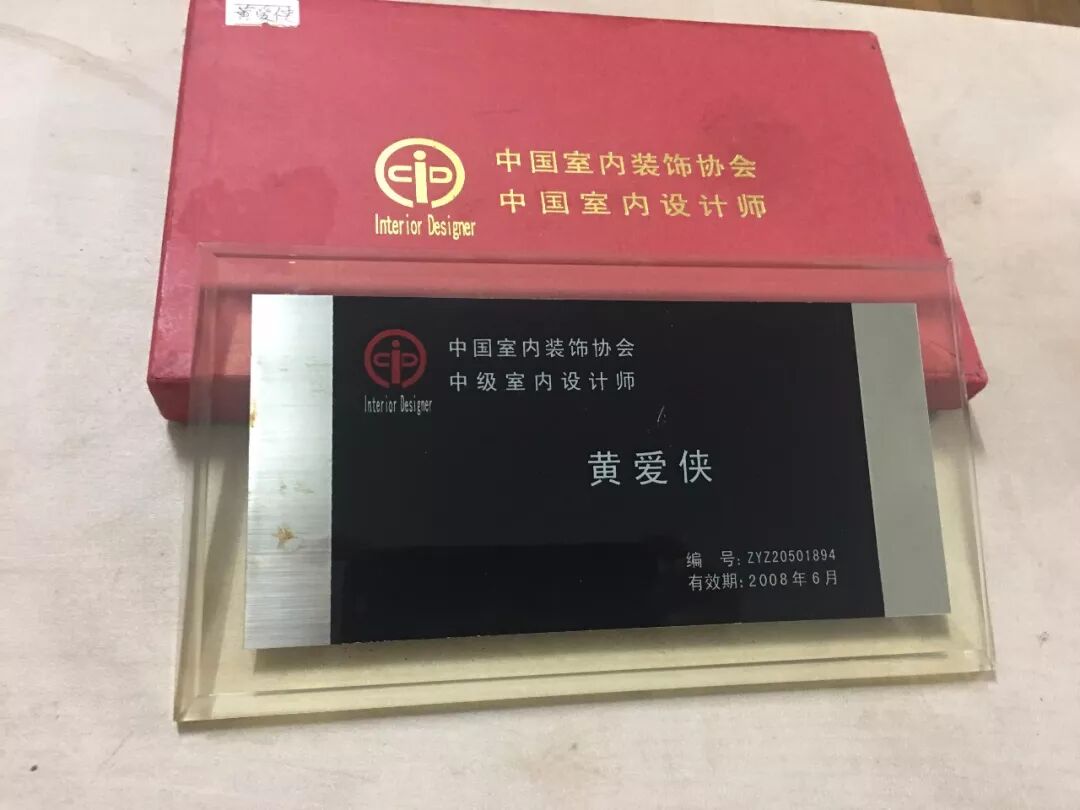 黄爱侠
CID
中国室内装饰协会
中国室内设计师
Interior Designer
CID
中国室内装饰协会
中级室内设计师
Interior Designer
黄爱侠
编 号:ZYZ20501894
有效期:2008年6月